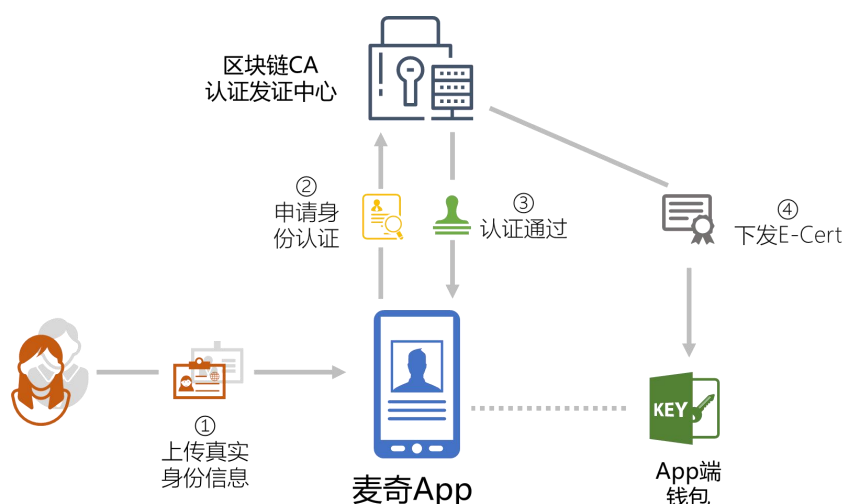 区块链CA
认证发证中心
②
申请身
份认证
③
认证通过
④
下发E-Cert
①
上传真实
身份信息
麦奇App
KEY
App端
钱包